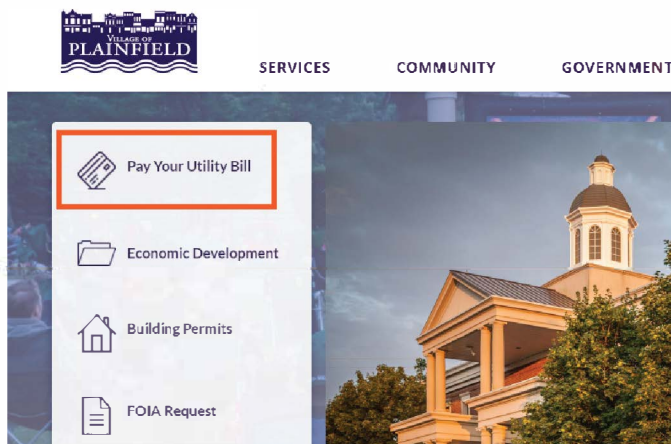 VILLAGE OF
PLAINFIELD
SERVICES COMMUNITY GOVERNMENT
Pay Your Utility Bill
Economic Development
Building Permits
FOIA Request